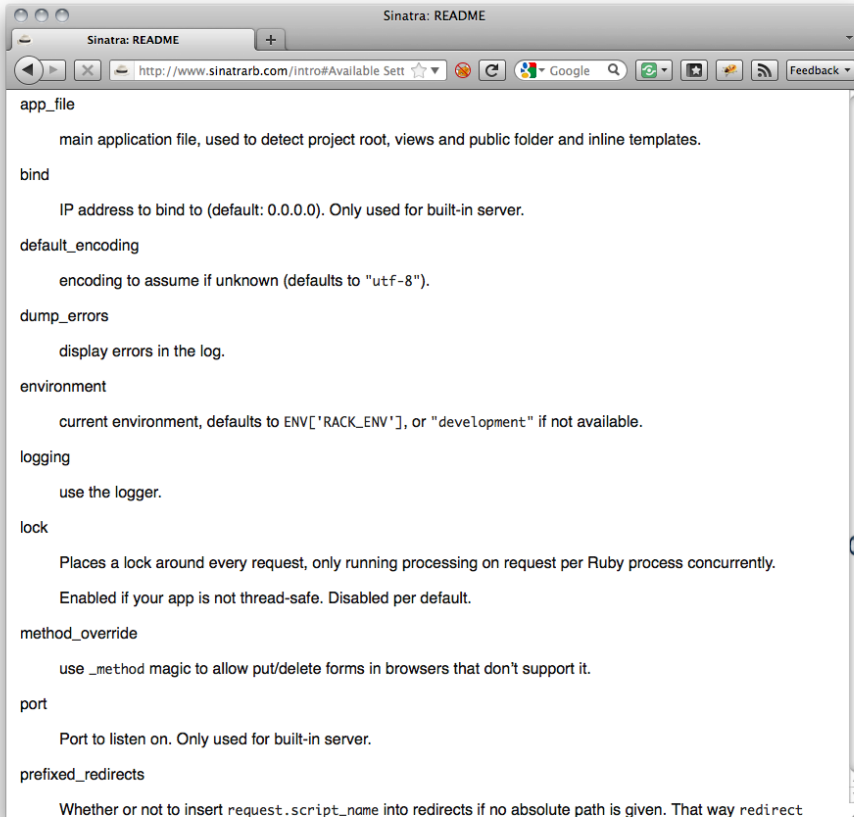 Sinatra: README
Sinatra: README
+
http://www.sinatrarb.com/intro#Available Sett
Google
Feedback
app_file
main application file, used to detect project root, views and public folder and inline templates.
bind
IP address to bind to (default: 0.0.0.0). Only used for built-in server.
default_encoding
encoding to assume if unknown (defaults to "utf-8").
dump_errors
display errors in the log.
environment
current environment, defaults to ENV['RACK_ENV'], or "development" if not available.
logging
use the logger.
lock
Places a lock around every request, only running processing on request per Ruby process concurrently.
Enabled if your app is not thread-safe. Disabled per default.
method_override
use _method magic to allow put/delete forms in browsers that don’t support it.
port
Port to listen on. Only used for built-in server.
prefixed_redirects
Whether or not to insert request.script_name into redirects if no absolute path is given. That way redirect